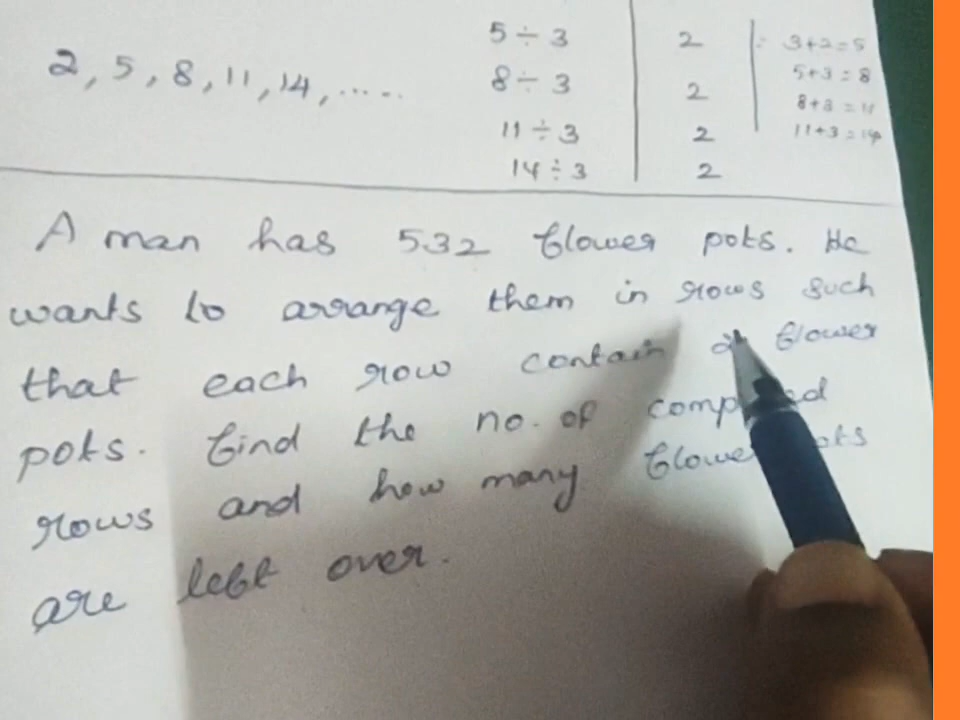 2, 5, 8, 11, 14, .....
5 ÷ 3 2 3+2=5
8 ÷ 3 2 5+3=8
11 ÷ 3 2 8+3=11
14 ÷ 3 2 11+3=14
A man has 532 flower pots. He
wants to arrange them in rows such
that each row contain flower
pots. find the no. of
rows and how many
are left over.